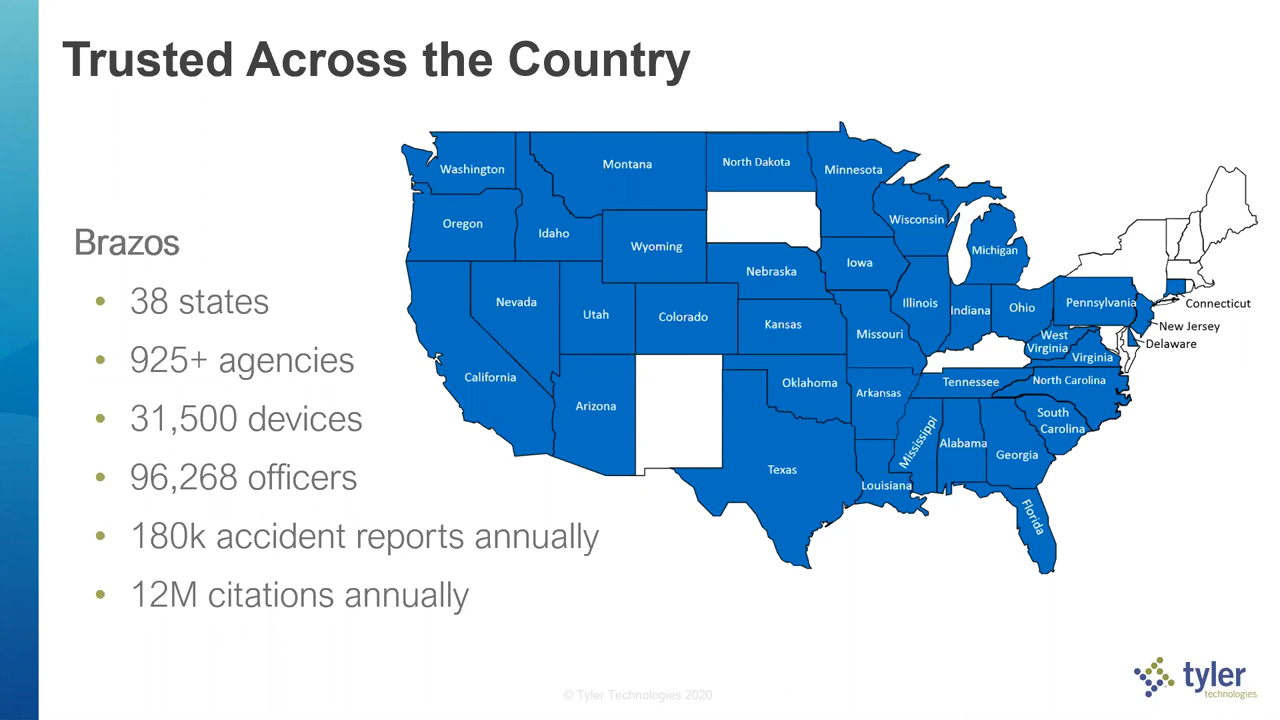 Trusted Across the Country
Brazos
• 38 states
• 925+ agencies
• 31,500 devices
• 96,268 officers
• 180k accident reports annually
• 12M citations annually
Washington
Montana
North Dakota
Minnesota
Oregon
Idaho
Wyoming
Wisconsin
Michigan
Nebraska
Iowa
Nevada
Utah
Colorado
Kansas
Missouri
Illinois
Indiana
Ohio
Pennsylvania
Connecticut
New Jersey
Delaware
West
Virginia
Virginia
California
Arizona
Oklahoma
Arkansas
Tennessee
North Carolina
South
Carolina
Texas
Louisiana
Mississippi
Alabama
Georgia
Florida
© Tyler Technologies 2020
tyler
technologies